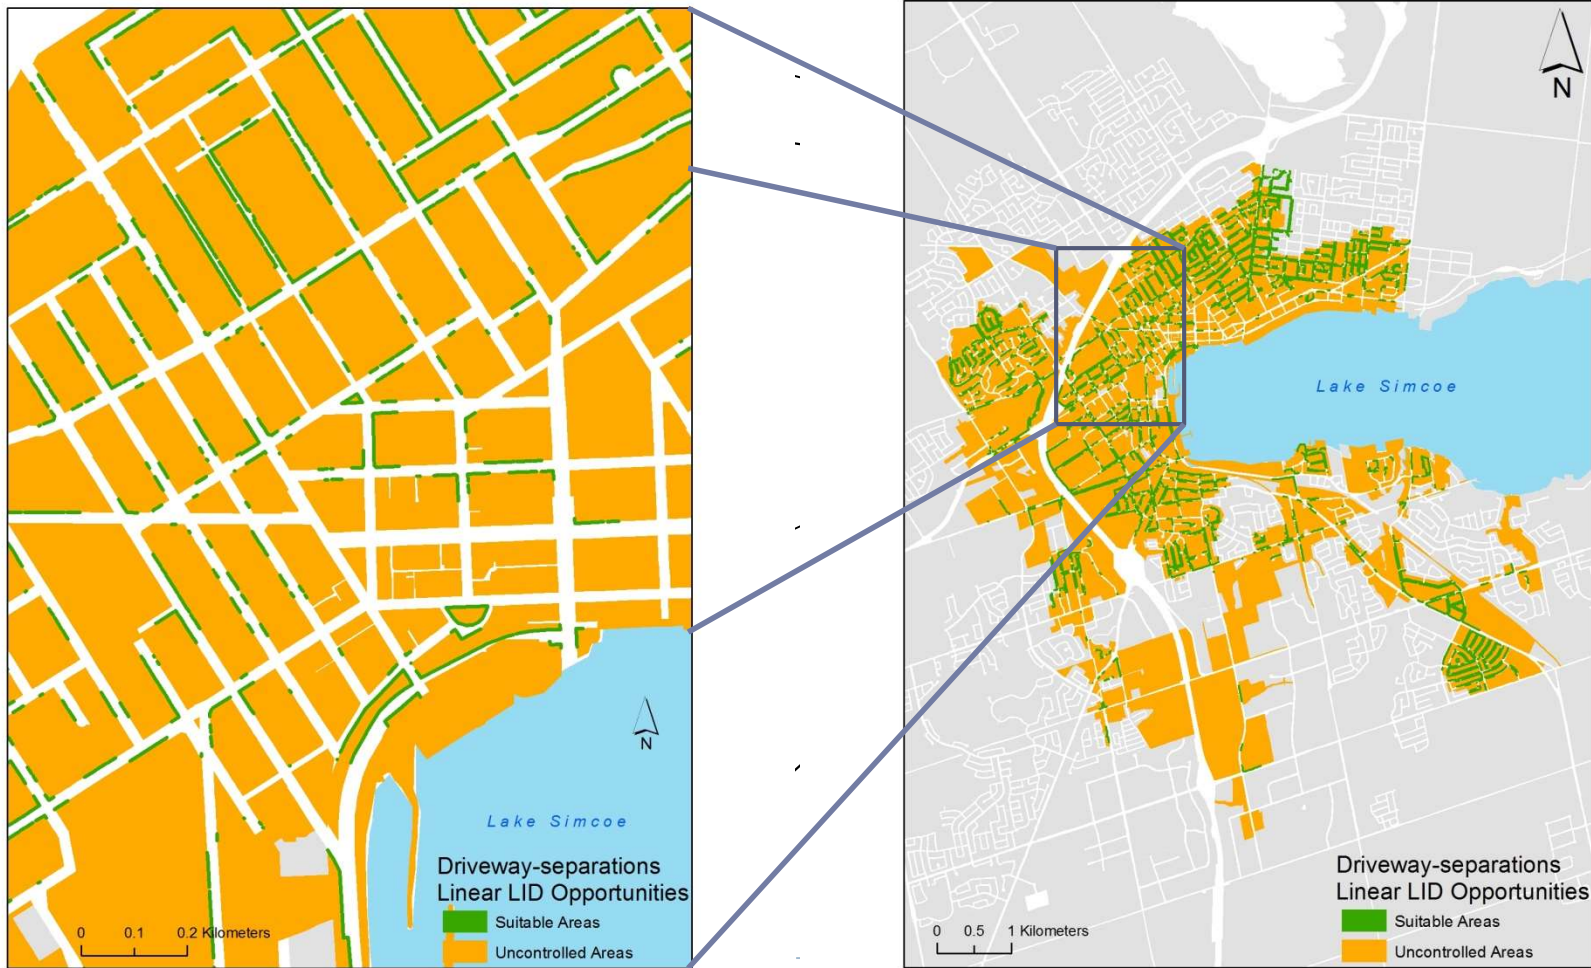 N
Lake Simcoe
Driveway-separations
Linear LID Opportunities
Suitable Areas
Uncontrolled Areas
0 0.1 0.2 Kilometers
N
Lake Simcoe
Driveway-separations
Linear LID Opportunities
Suitable Areas
Uncontrolled Areas
0 0.5 1 Kilometers